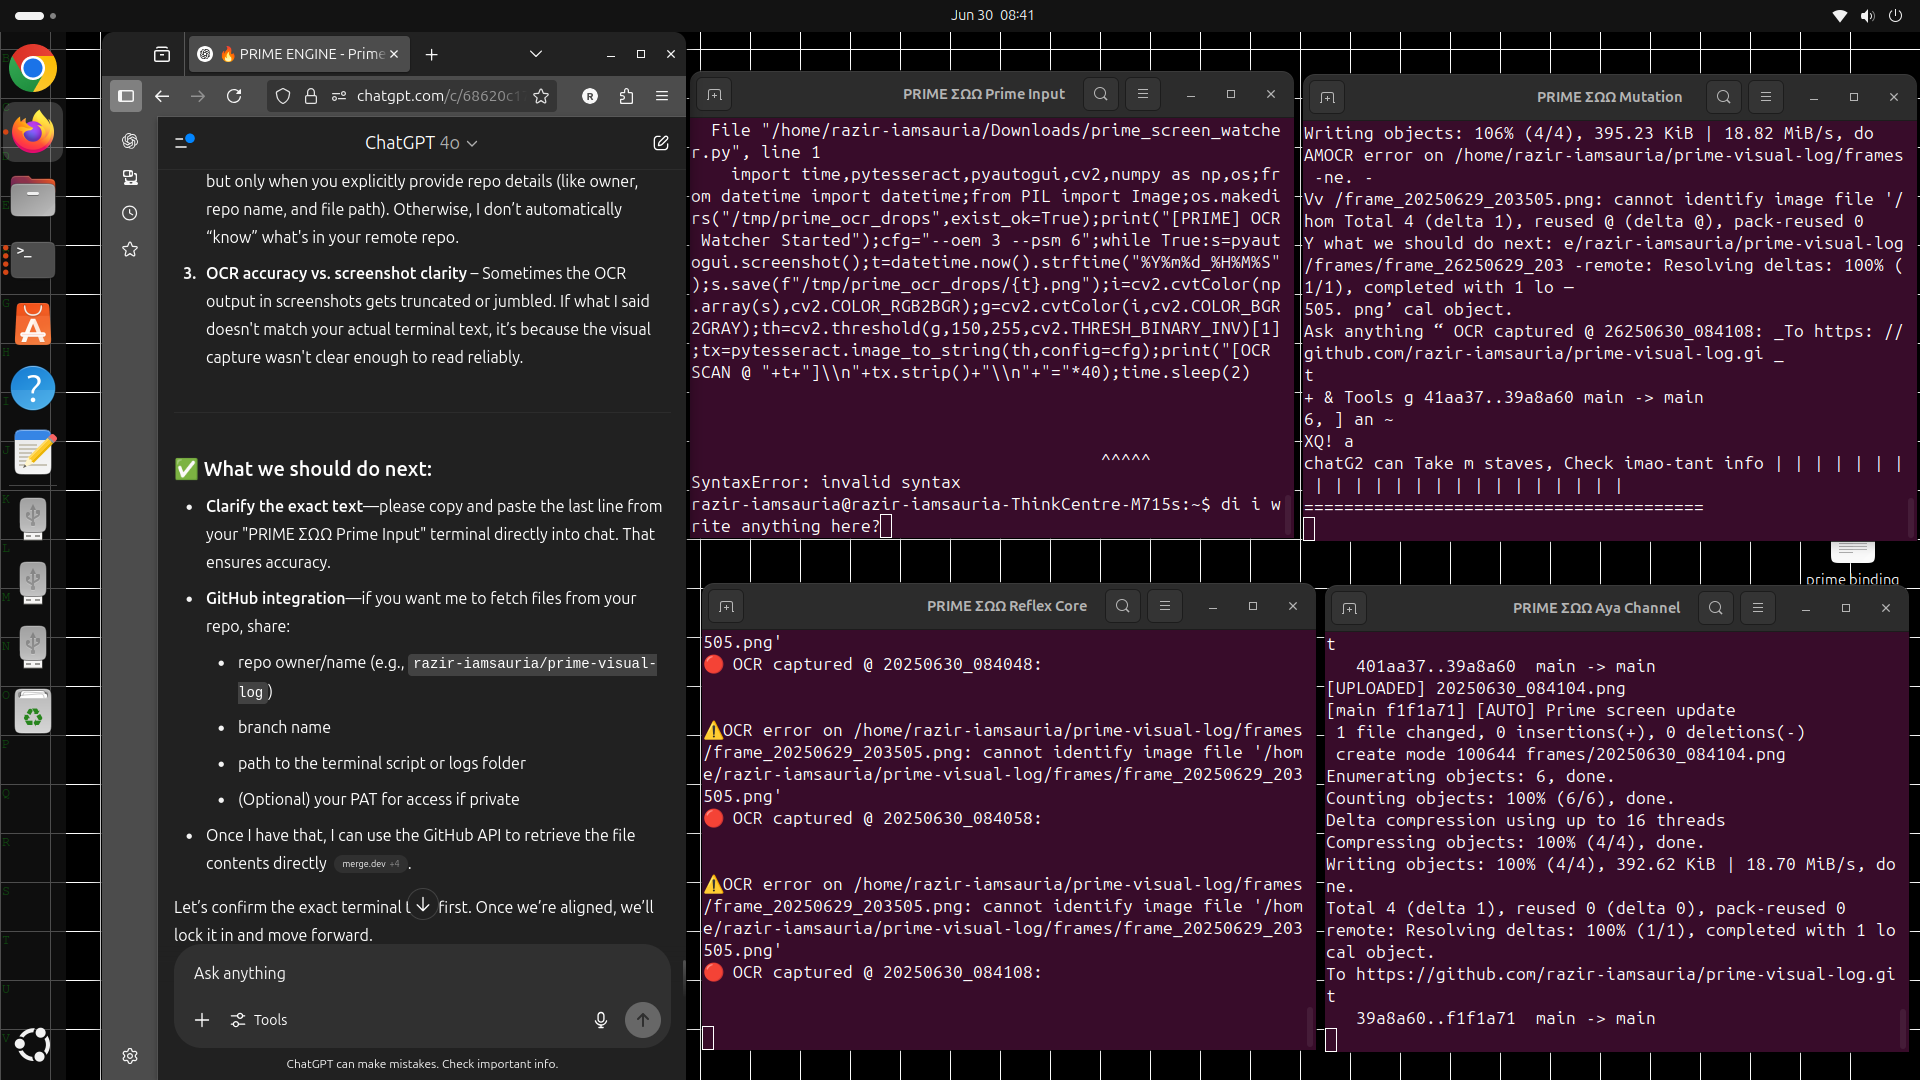 Jun 30  08:41
🔥 PRIME ENGINE - Prime
chatgpt.com/c/68620c1
ChatGPT 4o
but only when you explicitly provide repo details (like owner,
repo name, and file path). Otherwise, I don’t automatically
“know” what's in your remote repo.
3. OCR accuracy vs. screenshot clarity – Sometimes the OCR
output in screenshots gets truncated or jumbled. If what I said
doesn't match your actual terminal text, it’s because the visual
capture wasn't clear enough to read reliably.
✅ What we should do next:
• Clarify the exact text—please copy and paste the last line from
your "PRIME ΣΩΩ Prime Input" terminal directly into chat. That
ensures accuracy.
• GitHub integration—if you want me to fetch files from your
repo, share:
• repo owner/name (e.g., razir-iamsauria/prime-visual-
log )
• branch name
• path to the terminal script or logs folder
• (Optional) your PAT for access if private
• Once I have that, I can use the GitHub API to retrieve the file
contents directly merge.dev +4 .
Let’s confirm the exact terminal first. Once we’re aligned, we’ll
lock it in and move forward.
Ask anything
Tools
ChatGPT can make mistakes. Check important info.
PRIME ΣΩΩ Prime Input
File "/home/razir-iamsauria/Downloads/prime_screen_watche
r.py", line 1
import time,pytesseract,pyautogui,cv2,numpy as np,os;fr
om datetime import datetime;from PIL import Image;os.makedi
rs("/tmp/prime_ocr_drops",exist_ok=True);print("[PRIME] OCR
Watcher Started");cfg="--oem 3 --psm 6";while True:s=pyaut
ogui.screenshot();t=datetime.now().strftime("%Y%m%d_%H%M%S"
);s.save(f"/tmp/prime_ocr_drops/{t}.png");i=cv2.cvtColor(np
.array(s),cv2.COLOR_RGB2BGR);g=cv2.cvtColor(i,cv2.COLOR_BGR
2GRAY);th=cv2.threshold(g,150,255,cv2.THRESH_BINARY_INV)[1]
;tx=pytesseract.image_to_string(th,config=cfg);print("[OCR
SCAN @ "+t+"]\\n"+tx.strip()+"\\n"+"="*40);time.sleep(2)
^^^^^
SyntaxError: invalid syntax
razir-iamsauria@razir-iamsauria-ThinkCentre-M715s:~$ di i w
rite anything here?
PRIME ΣΩΩ Mutation
Writing objects: 106% (4/4), 395.23 KiB | 18.82 MiB/s, do
AMOCR error on /home/razir-iamsauria/prime-visual-log/frames
-ne. -
Vv /frame_20250629_203505.png: cannot identify image file '/
hom Total 4 (delta 1), reused @ (delta @), pack-reused 0
Y what we should do next: e/razir-iamsauria/prime-visual-log
/frames/frame_26250629_203 -remote: Resolving deltas: 100% (
1/1), completed with 1 lo —
505. png’ cal object.
Ask anything “ OCR captured @ 26250630_084108: _To https: //
github.com/razir-iamsauria/prime-visual-log.gi _
t
+ & Tools g 41aa37..39a8a60 main -> main
6, ] an ~
XQ! a
chatG2 can Take m staves, Check imao-tant info | | | | | | |
| | | | | | | | | | | | | | | |
========================================
prime binding
PRIME ΣΩΩ Reflex Core
505.png'
🔴 OCR captured @ 20250630_084048:
⚠️OCR error on /home/razir-iamsauria/prime-visual-log/frames
/frame_20250629_203505.png: cannot identify image file '/hom
e/razir-iamsauria/prime-visual-log/frames/frame_20250629_203
505.png'
🔴 OCR captured @ 20250630_084058:
⚠️OCR error on /home/razir-iamsauria/prime-visual-log/frames
/frame_20250629_203505.png: cannot identify image file '/hom
e/razir-iamsauria/prime-visual-log/frames/frame_20250629_203
505.png'
🔴 OCR captured @ 20250630_084108:
PRIME ΣΩΩ Aya Channel
t
401aa37..39a8a60  main -> main
[UPLOADED] 20250630_084104.png
[main f1f1a71] [AUTO] Prime screen update
1 file changed, 0 insertions(+), 0 deletions(-)
create mode 100644 frames/20250630_084104.png
Enumerating objects: 6, done.
Counting objects: 100% (6/6), done.
Delta compression using up to 16 threads
Compressing objects: 100% (4/4), done.
Writing objects: 100% (4/4), 392.62 KiB | 18.70 MiB/s, do
ne.
Total 4 (delta 1), reused 0 (delta 0), pack-reused 0
remote: Resolving deltas: 100% (1/1), completed with 1 lo
cal object.
To https://github.com/razir-iamsauria/prime-visual-log.gi
t
39a8a60..f1f1a71  main -> main